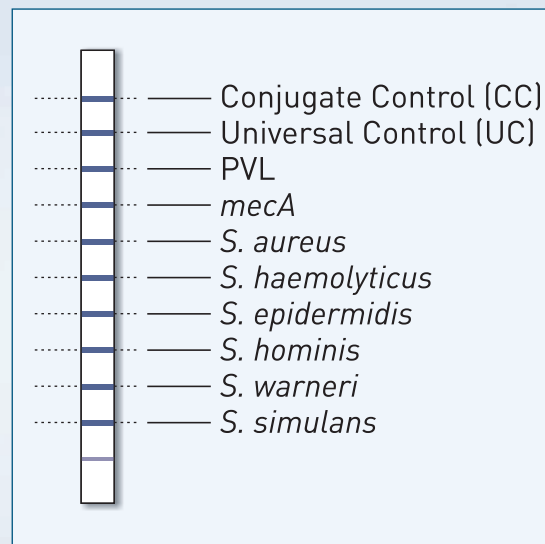 Conjugate Control (CC)
Universal Control (UC)
PVL
mecA
S. aureus
S. haemolyticus
S. epidermidis
S. hominis
S. warneri
S. simulans